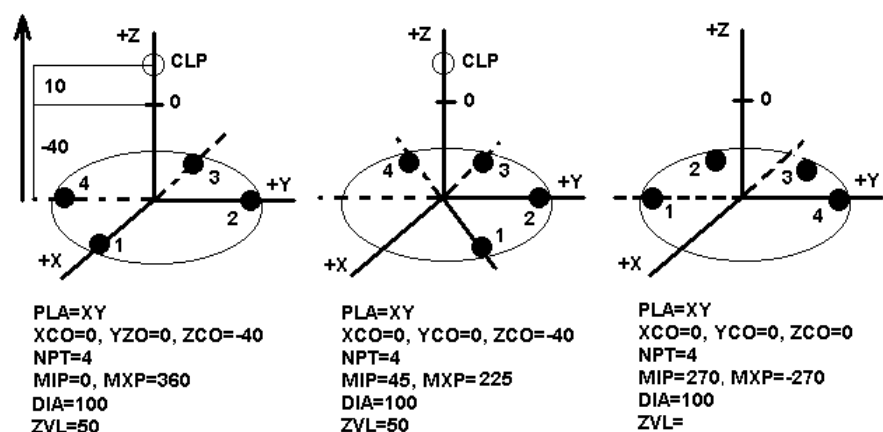 +Z
CLP
10
0
-40
4
3
+Y
2
1
+X
PLA=XY
XCO=0, YZO=0, ZCO=-40
NPT=4
MIP=0, MXP=360
DIA=100
ZVL=50
+Z
CLP
0
4
3
+Y
2
1
+X
PLA=XY
XCO=0, YCO=0, ZCO=-40
NPT=4
MIP=45, MXP=225
DIA=100
ZVL=50
+Z
0
2
3
+Y
1
4
+X
PLA=XY
XCO=0, YCO=0, ZCO=0
NPT=4
MIP=270, MXP=-270
DIA=100
ZVL=